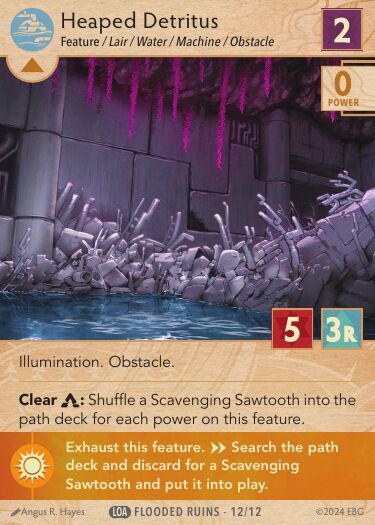 Heaped Detritus
Feature / Lair / Water / Machine / Obstacle
2
0
POWER
5
3R
Illumination. Obstacle.
Clear : Shuffle a Scavenging Sawtooth into the
path deck for each power on this feature.
Exhaust this feature. Search the path
deck and discard for a Scavenging
Sawtooth and put it into play.
Angus R. Hayes
LOA FLOODED RUINS - 12/12
©2024 EBG